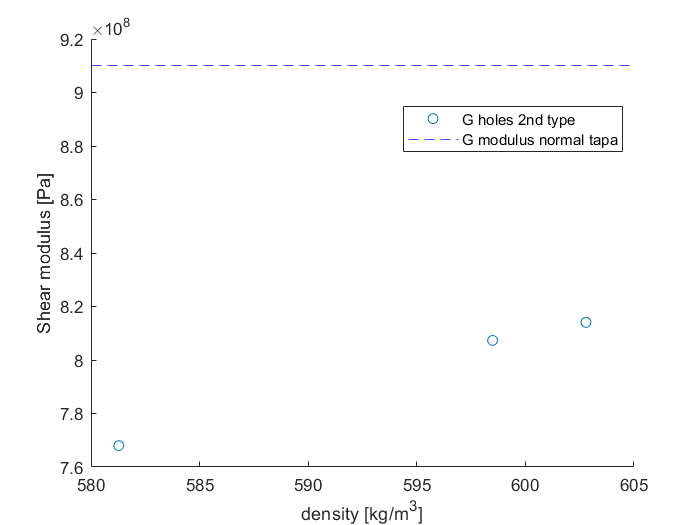 ×10^8
9.2
9
8.8
8.6
8.4
8.2
8
7.8
7.6
Shear modulus [Pa]
G holes 2nd type
G modulus normal tapa
580 585 590 595 600 605
density [kg/m^3]